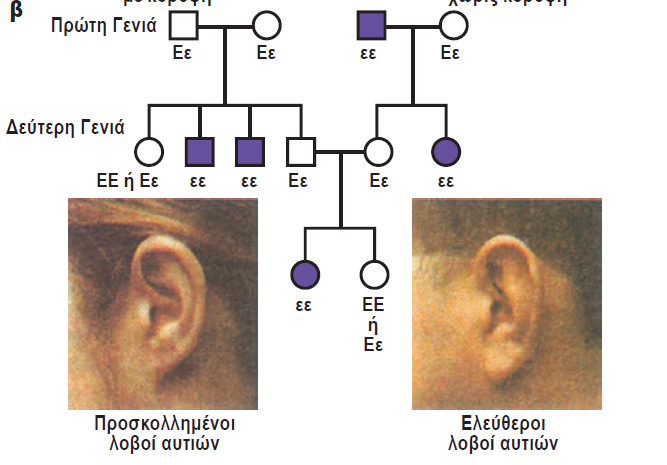 β
Πρώτη Γενιά
Εε Εε εε Εε
Δεύτερη Γενιά
ΕΕ ή Εε εε εε Εε Εε εε
εε ΕΕ
ή
Εε
Προσκολλημένοι
λοβοί αυτιών
Ελεύθεροι
λοβοί αυτιών